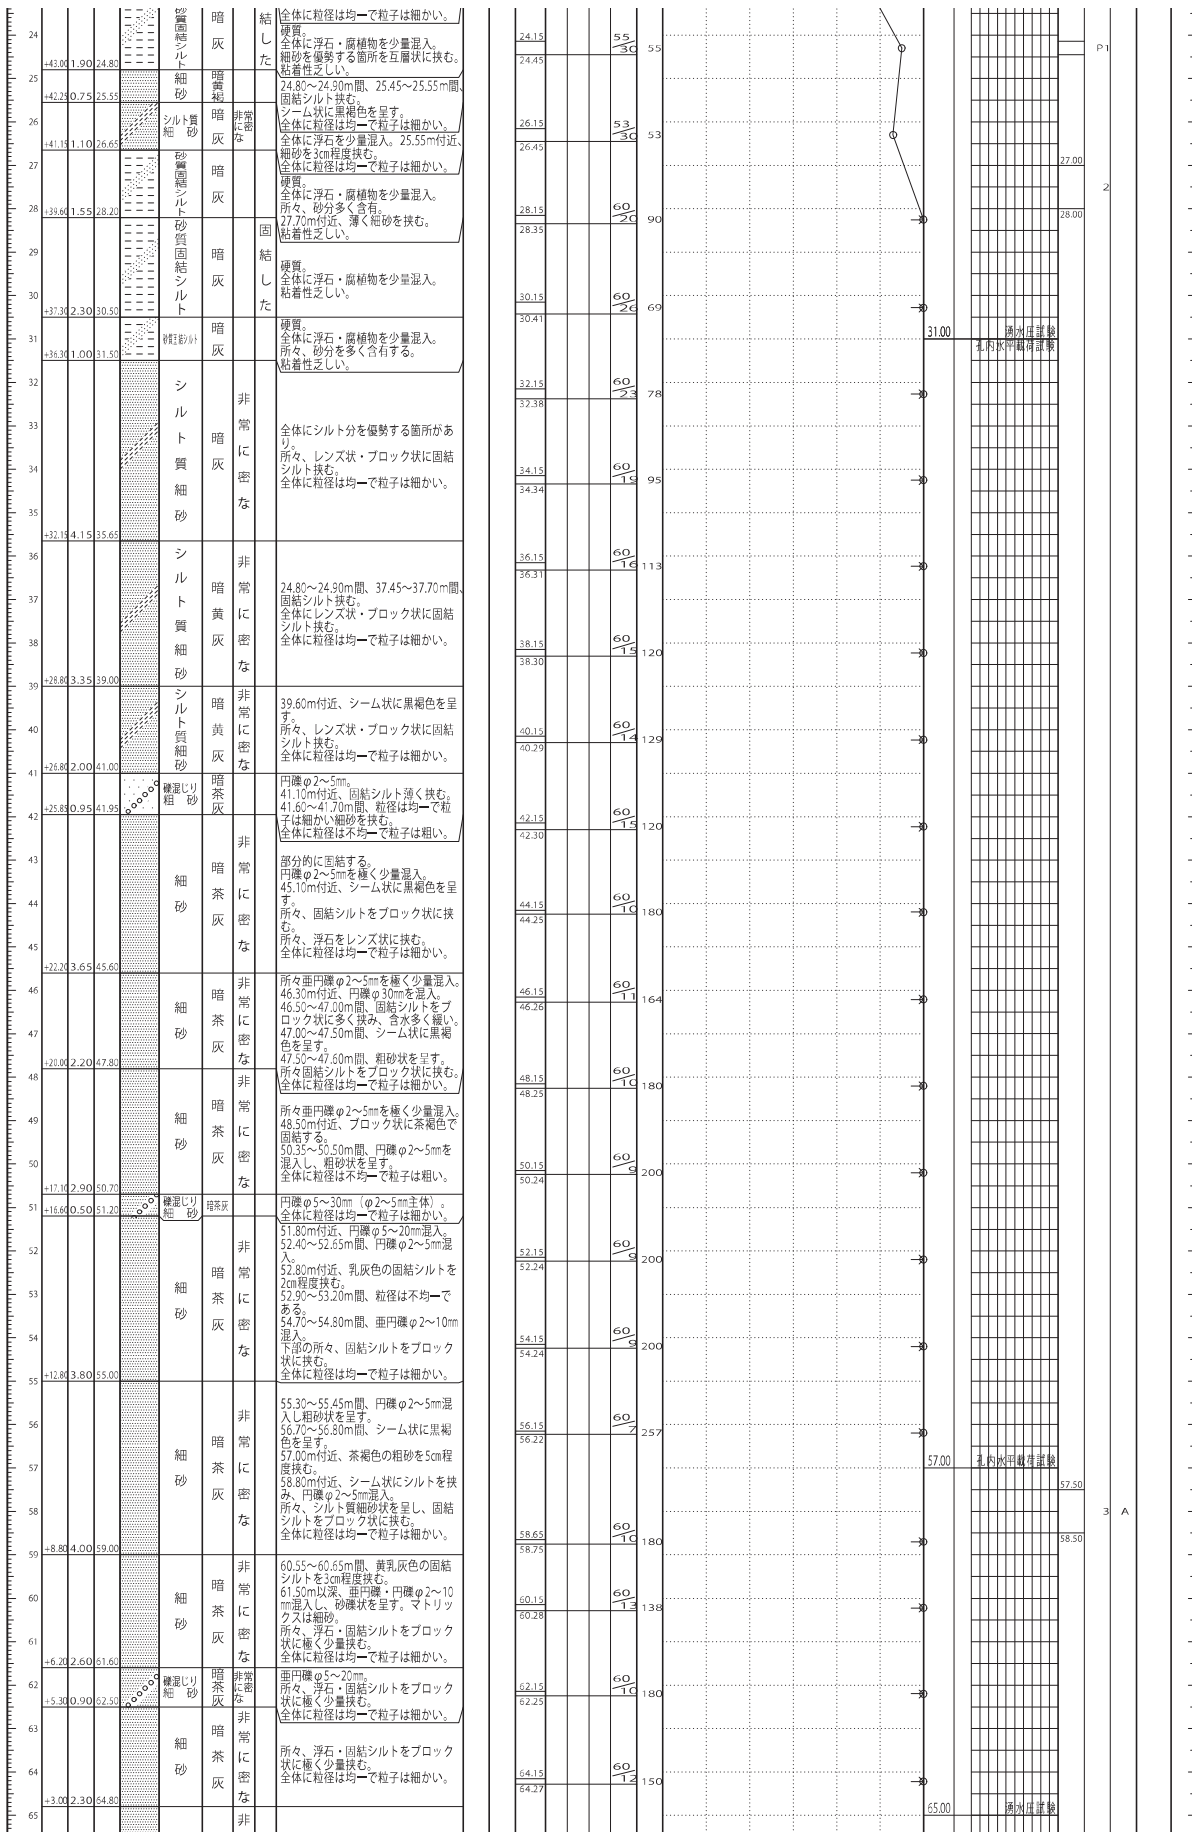 全体に粒径は均一で粒子は細かい。
24
+43.00 1.90 24.80
砂質固結シルト
暗灰
結した
硬質。
全体に浮石・腐植物を少量混入。
細砂を優勢する箇所を互層状に挟む。
粘着性乏しい。
24.15
24.45
55
30
55
P1
25
+42.25 0.75 25.55
細砂
暗黄褐
24.80〜24.90m間、25.45〜25.55m間、
固結シルト挟む。
シーム状に黒褐色を呈す。
全体に粒径は均一で粒子は細かい。
26
+41.15 1.10 26.65
シルト質
細 砂
暗灰
非常に密な
全体に浮石を少量混入。25.55m付近、
細砂を3cm程度挟む。
全体に粒径は均一で粒子は細かい。
26.15
26.45
53
30
53
27
28
+39.60 1.55 28.20
砂質固結シルト
暗灰
硬質。
全体に浮石・腐植物を少量混入。
所々、砂分多く含有。
27.70m付近、薄く細砂を挟む。
粘着性乏しい。
27.00
2
28.00
28.15
28.35
60
20
90
29
30
+37.30 2.30 30.50
砂質固結シルト
暗灰
固結した
硬質。
全体に浮石・腐植物を少量混入。
粘着性乏しい。
30.15
30.41
60
26
69
31
+36.30 1.00 31.50
暗灰
硬質。
全体に浮石・腐植物を少量混入。
所々、砂分を多く含有する。
粘着性乏しい。
31.00
湧水圧試験
孔内水平載荷試験
32
33
34
35
+32.15 4.15 35.65
シルト質細砂
暗灰
非常に密な
全体にシルト分を優勢する箇所があ
り。
所々、レンズ状・ブロック状に固結
シルト挟む。
全体に粒径は均一で粒子は細かい。
32.15
32.38
60
23
78
34.15
34.34
60
19
95
36
37
38
39
+28.80 3.35 39.00
シルト質細砂
暗黄灰
非常に密な
24.80〜24.90m間、37.45〜37.70m間、
固結シルト挟む。
全体にレンズ状・ブロック状に固結
シルト挟む。
全体に粒径は均一で粒子は細かい。
36.15
36.31
60
16
113
38.15
38.30
60
15
120
40
41
+26.80 2.00 41.00
シルト質細砂
暗黄灰
非常に密な
39.60m付近、シーム状に黒褐色を呈
す。
所々、レンズ状・ブロック状に固結
シルト挟む。
全体に粒径は均一で粒子は細かい。
40.15
40.29
60
14
129
+25.85 0.95 41.95
礫混じり
粗 砂
暗茶灰
円礫φ2〜5mm。
41.10m付近、固結シルト薄く挟む。
41.60〜41.70m間、粒径は均一で粒
子は細かい細砂を挟む。
全体に粒径は不均一で粒子は粗い。
42
42.15
42.30
60
15
120
43
44
45
+22.20 3.65 45.60
細砂
暗茶灰
非常に密な
部分的に固結する。
円礫φ2〜5mmを極く少量混入。
45.10m付近、シーム状に黒褐色を呈
す。
所々、固結シルトをブロック状に挟
む。
所々、浮石をレンズ状に挟む。
全体に粒径は均一で粒子は細かい。
44.15
44.25
60
10
180
46
47
+20.00 2.20 47.80
細砂
暗茶灰
非常に密な
所々亜円礫φ2〜5mmを極く少量混入。
46.30m付近、円礫φ30mmを混入。
46.50〜47.00m間、固結シルトをブ
ロック状に多く挟み、含水多く緩い。
47.00〜47.50m間、シーム状に黒褐
色を呈す。
47.50〜47.60m間、粗砂状を呈す。
所々固結シルトをブロック状に挟む。
全体に粒径は均一で粒子は細かい。
46.15
46.26
60
11
164
48
49
50
+17.10 2.90 50.70
細砂
暗茶灰
非常に密な
所々亜円礫φ2〜5mmを極く少量混入。
48.50m付近、ブロック状に茶褐色で
固結する。
50.35〜50.50m間、円礫φ2〜5mmを
混入し、粗砂状を呈す。
全体に粒径は不均一で粒子は粗い。
48.15
48.25
60
10
180
50.15
50.24
60
9
200
51
+16.60 0.50 51.20
礫混じり
細 砂
暗茶灰
円礫φ5〜30mm（φ2〜5mm主体）。
全体に粒径は均一で粒子は細かい。
52
53
54
55
+12.80 3.80 55.00
細砂
暗茶灰
非常に密な
51.80m付近、円礫φ5〜20mm混入。
52.40〜52.65m間、円礫φ2〜5mm混
入。
52.80m付近、乳灰色の固結シルトを
2cm程度挟む。
52.90〜53.20m間、粒径は不均一で
ある。
54.70〜54.80m間、亜円礫φ2〜10mm
混入。
下部の所々、固結シルトをブロック
状に挟む。
全体に粒径は均一で粒子は細かい。
52.15
52.24
60
9
200
54.15
54.24
60
9
200
56
57
58
59
+8.80 4.00 59.00
細砂
暗茶灰
非常に密な
55.30〜55.45m間、円礫φ2〜5mm混
入し粗砂状を呈す。
56.70〜56.80m間、シーム状に黒褐
色を呈す。
57.00m付近、茶褐色の粗砂を5cm程
度挟む。
58.80m付近、シーム状にシルトを挟
み、円礫φ2〜5mm混入。
所々、シルト質細砂状を呈し、固結
シルトをブロック状に挟む。
全体に粒径は均一で粒子は細かい。
56.15
56.22
60
7
257
57.00
孔内水平載荷試験
57.50
3 A
58.50
58.65
58.75
60
10
180
60
61
+6.20 2.60 61.60
細砂
暗茶灰
非常に密な
60.55〜60.65m間、黄乳灰色の固結
シルトを3cm程度挟む。
61.50m以深、亜円礫・円礫φ2〜10
mm混入し、砂礫状を呈す。マトリッ
クスは細砂。
所々、浮石・固結シルトをブロック
状に極く少量挟む。
全体に粒径は均一で粒子は細かい。
60.15
60.28
60
13
138
62
+5.30 0.90 62.50
礫混じり
細 砂
暗茶灰
非常に密な
亜円礫φ5〜20mm。
所々、浮石・固結シルトをブロック
状に極く少量挟む。
全体に粒径は均一で粒子は細かい。
62.15
62.25
60
10
180
63
64
+3.00 2.30 64.80
細砂
暗茶灰
非常に密な
所々、浮石・固結シルトをブロック
状に極く少量挟む。
全体に粒径は均一で粒子は細かい。
64.15
64.27
60
12
150
65
非
65.00
湧水圧試験